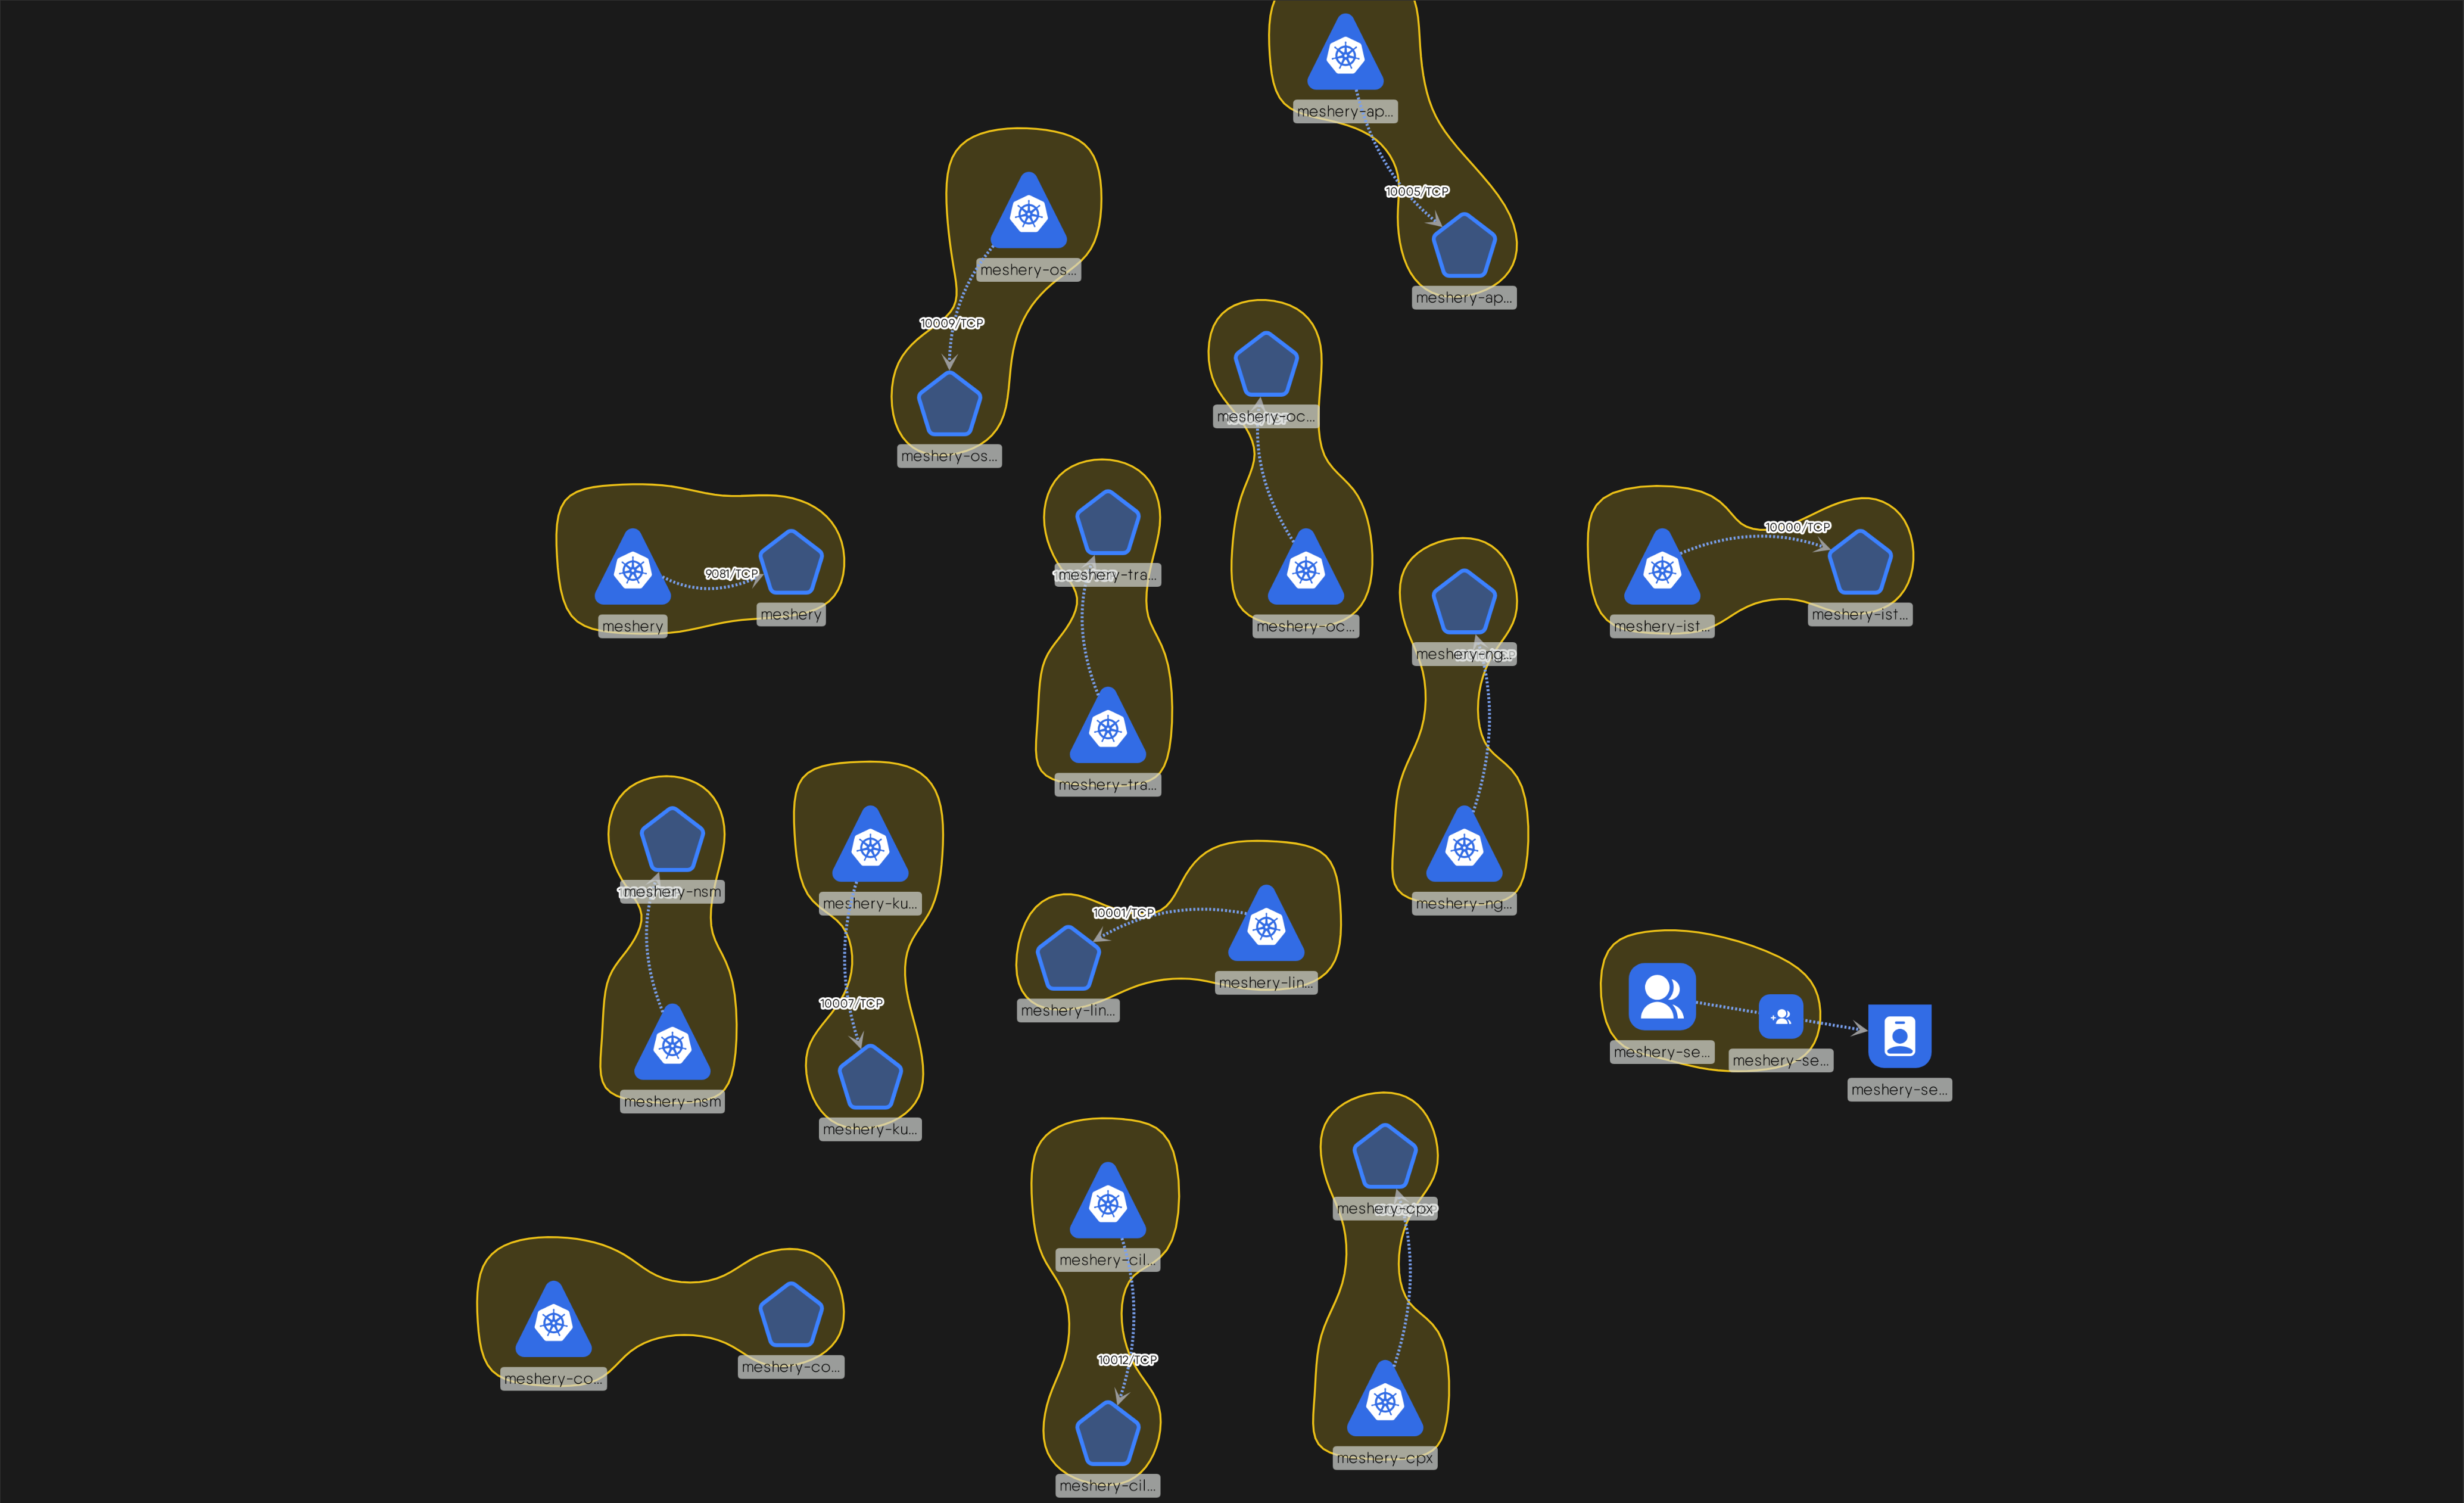 meshery-ap...
10005/TCP
meshery-ap...
meshery-os...
10009/TCP
meshery-os...
meshery-oc...
meshery-oc...
meshery-tra...
meshery-tra...
9081/TCP
meshery
meshery
meshery-ng...
meshery-ng...
10000/TCP
meshery-ist...
meshery-ist...
meshery-nsm
meshery-nsm
meshery-ku...
10007/TCP
meshery-ku...
10001/TCP
meshery-lin...
meshery-lin...
meshery-se...
meshery-se...
meshery-se...
meshery-co...
meshery-co...
meshery-cil...
10012/TCP
meshery-cil...
meshery-cpx
meshery-cpx